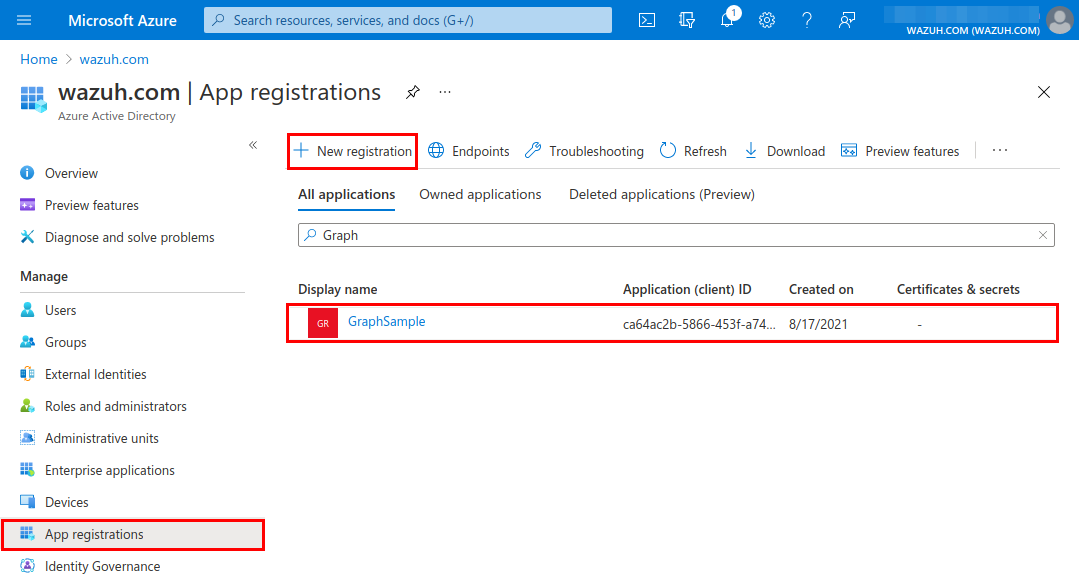 Microsoft Azure
Search resources, services, and docs (G+/)
1
WAZUH.COM (WAZUH.COM)
Home > wazuh.com
wazuh.com | App registrations
Azure Active Directory
Overview
Preview features
Diagnose and solve problems
Manage
Users
Groups
External Identities
Roles and administrators
Administrative units
Enterprise applications
Devices
App registrations
Identity Governance
New registration Endpoints Troubleshooting Refresh Download Preview features
All applications Owned applications Deleted applications (Preview)
Graph
Display name Application (client) ID Created on Certificates & secrets
GR GraphSample ca64ac2b-5866-453f-a74... 8/17/2021 -